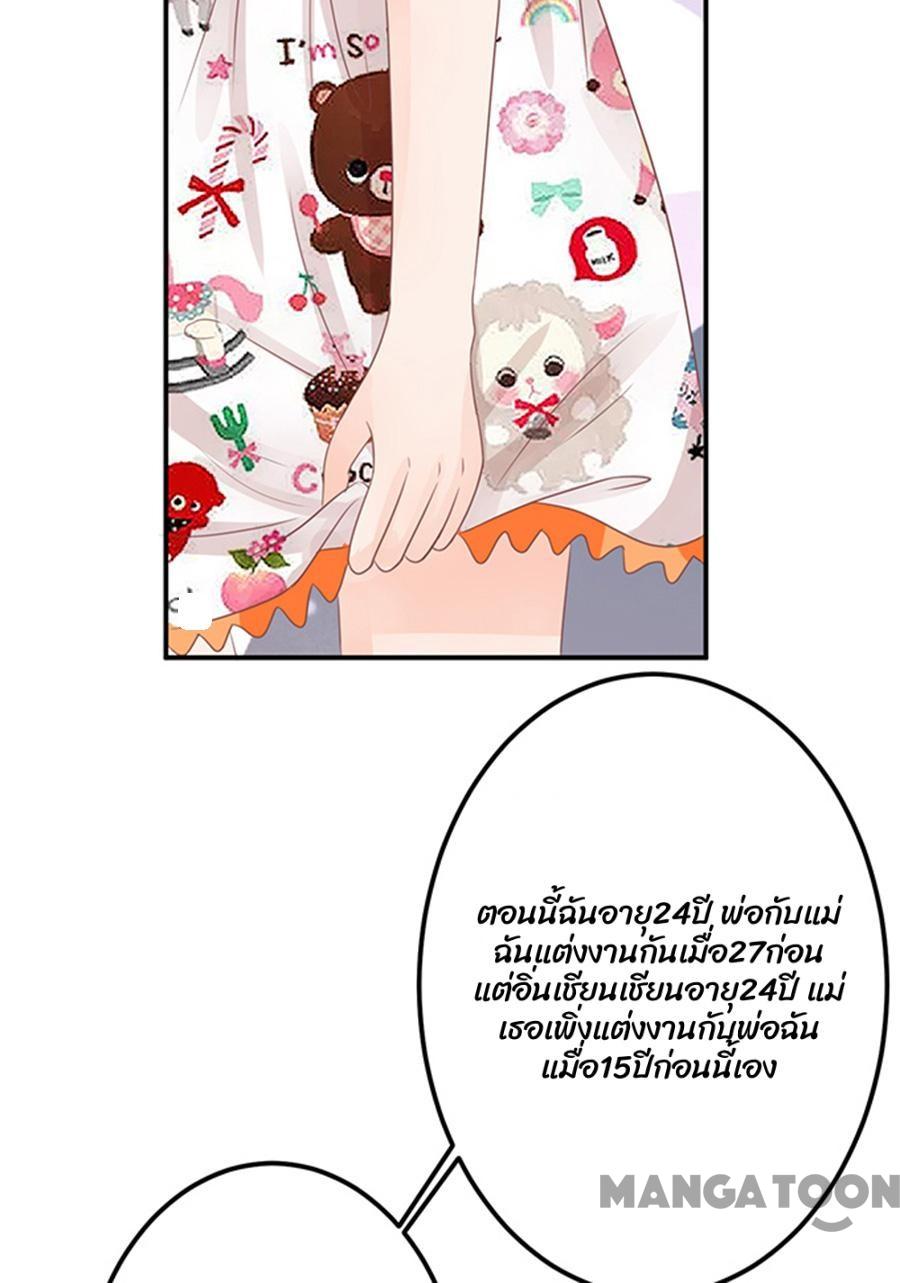 I'm SO
MILK
C
C
ตอนนี้ฉันอายุ24ปี พ่อกับแม่
ฉันแต่งงานกันเมื่อ27ก่อน
แต่อิ่นเชียนเชียนอายุ24ปี แม่
เธอเพิ่งแต่งงานกับพ่อฉัน
แมื่อ15ปีก่อนนี้เอง
MANGATOON